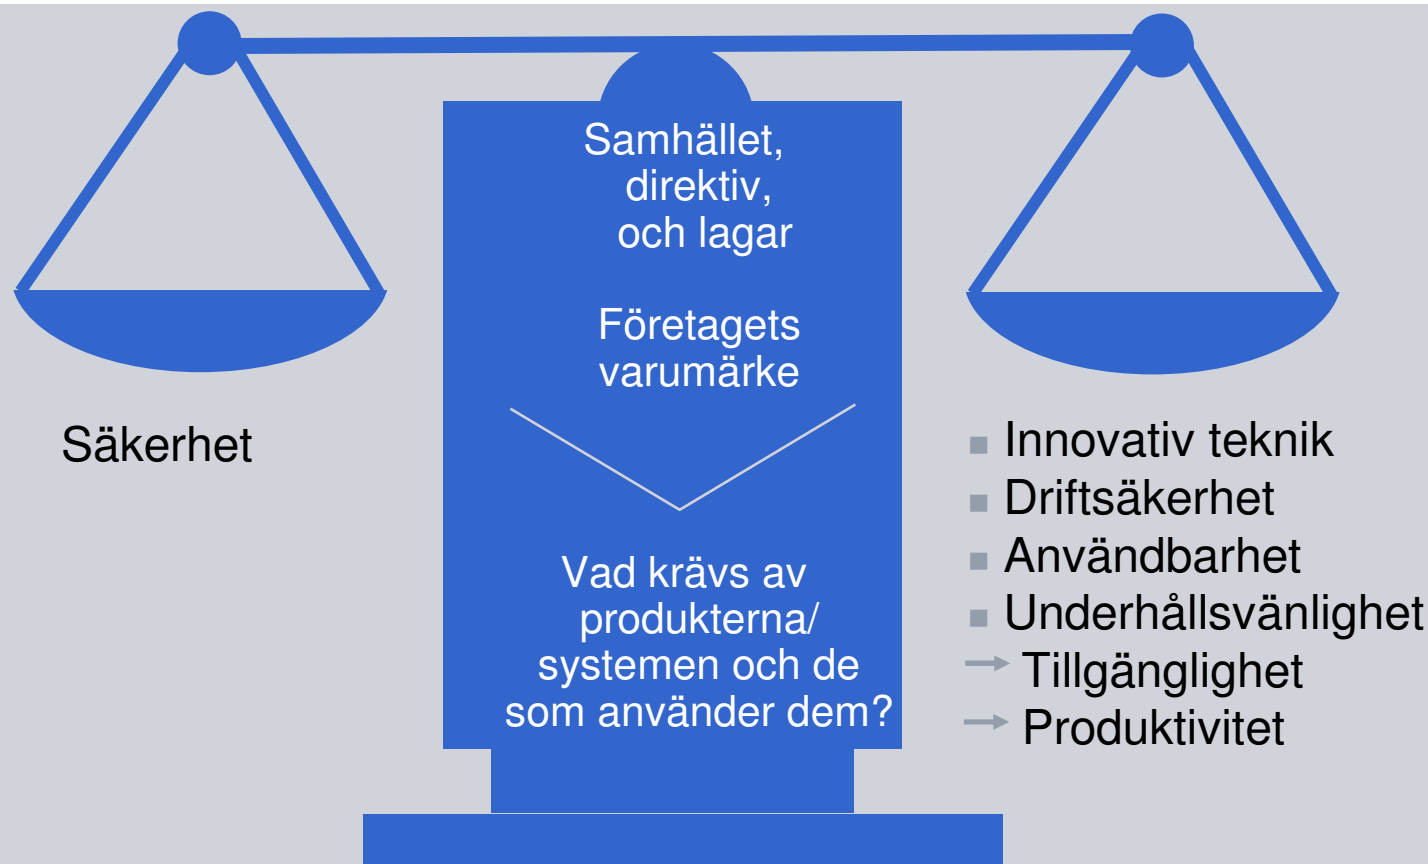 Samhället,
direktiv,
och lagar
Företagets
varumärke
Vad krävs av
produkterna/
systemen och de
som använder dem?
Säkerhet
Innovativ teknik
Driftsäkerhet
Användbarhet
Underhållsvänlighet
Tillgänglighet
Produktivitet